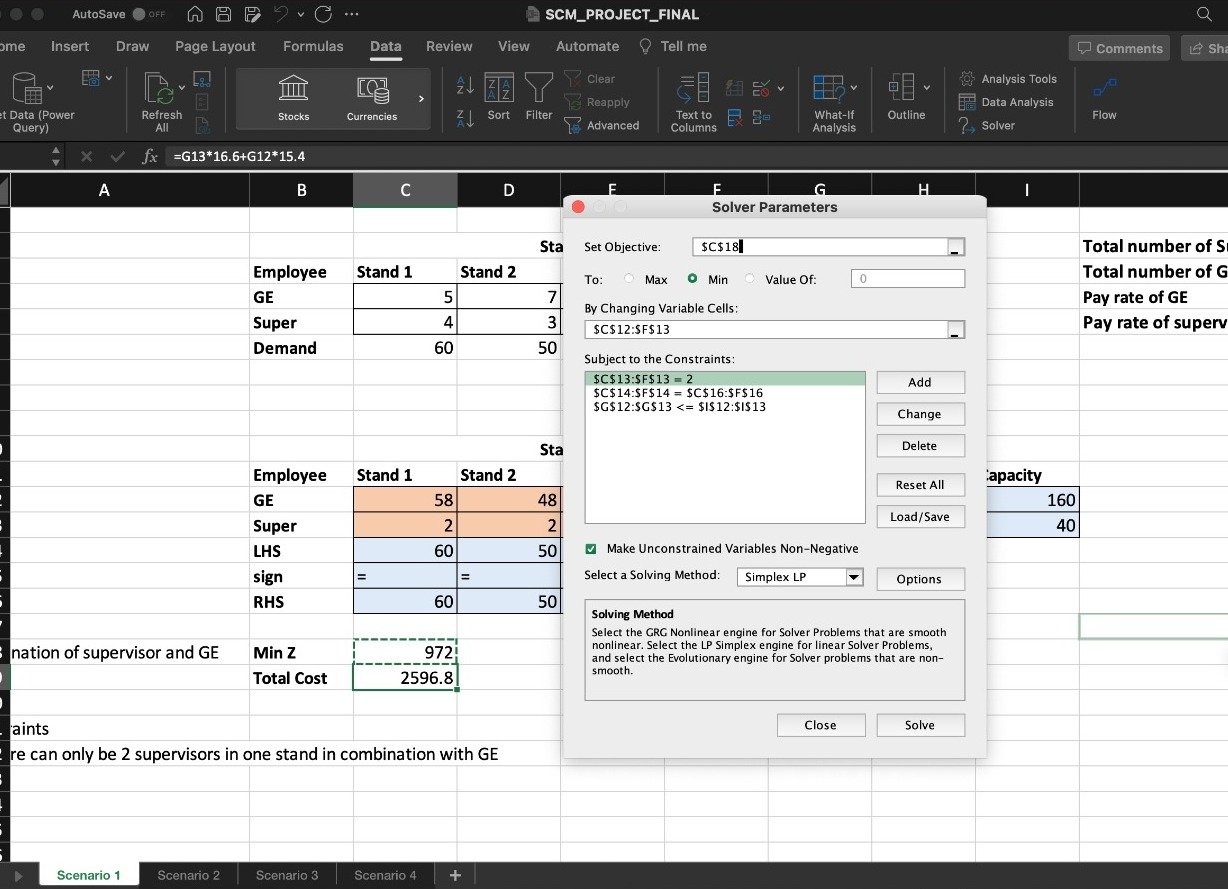 AutoSave OFF SCM_PROJECT_FINAL
ome Insert Draw Page Layout Formulas Data Review View Automate Tell me Comments Sha
et Data (Power Query) Refresh All Stocks Currencies Sort Filter Clear Reapply Advanced Text to Columns What-If Analysis Outline Analysis Tools Data Analysis Solver Flow
fx =G13*16.6+G12*15.4
A B C D E F G H I
Sta
Total number of S
Employee Stand 1 Stand 2
Total number of G
GE 5 7
Pay rate of GE
Super 4 3
Pay rate of superv
Demand 60 50
Sta
Employee Stand 1 Stand 2
Capacity
GE 58 48
160
Super 2 2
40
LHS 60 50
sign = =
RHS 60 50
nation of supervisor and GE Min Z 972
Total Cost 2596.8
raints
re can only be 2 supervisors in one stand in combination with GE
Solver Parameters
Set Objective: $C$18
To: Max Min Value Of: 0
By Changing Variable Cells:
$C$12:$F$13
Subject to the Constraints:
$C$13:$F$13 = 2
$C$14:$F$14 = $C$16:$F$16
$G$12:$G$13 <= $I$12:$I$13
Add
Change
Delete
Reset All
Load/Save
Make Unconstrained Variables Non-Negative
Select a Solving Method: Simplex LP Options
Solving Method
Select the GRG Nonlinear engine for Solver Problems that are smooth
nonlinear. Select the LP Simplex engine for linear Solver Problems,
and select the Evolutionary engine for Solver problems that are non-
smooth.
Close Solve
Scenario 1 Scenario 2 Scenario 3 Scenario 4 +